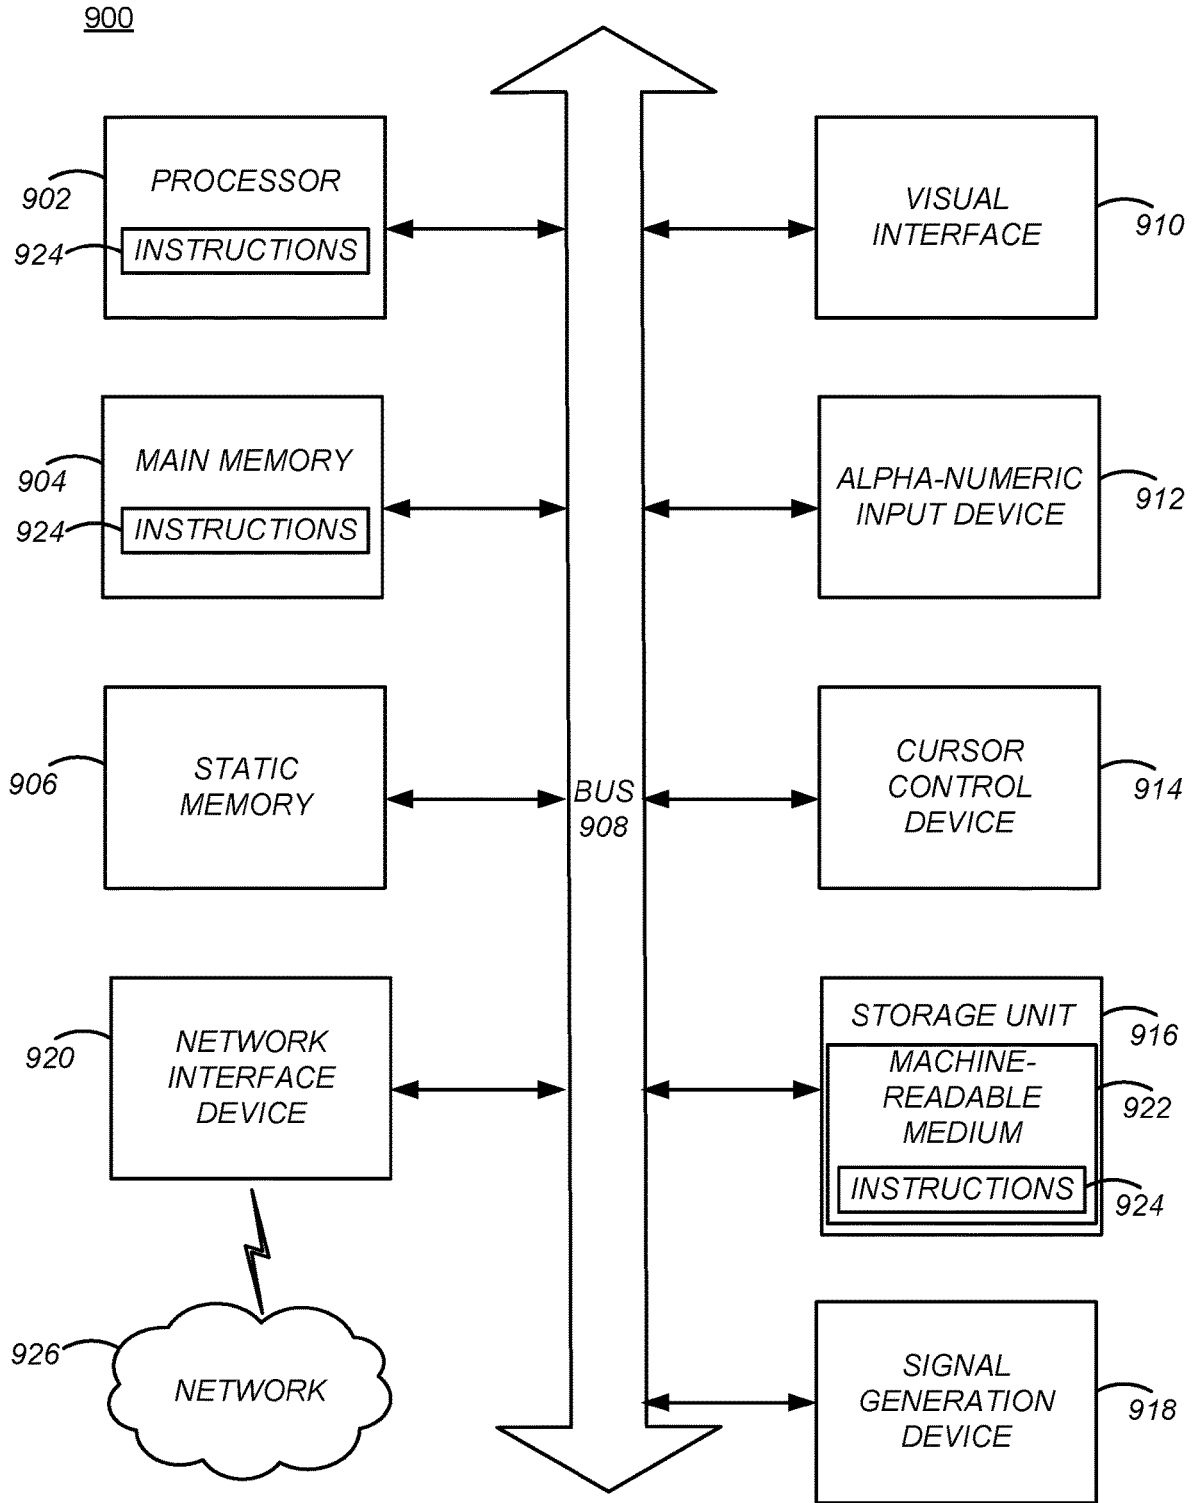 900
PROCESSOR
902
924
INSTRUCTIONS
VISUAL
INTERFACE
910
MAIN MEMORY
904
924
INSTRUCTIONS
ALPHA-NUMERIC
INPUT DEVICE
912
STATIC
MEMORY
906
BUS
908
CURSOR
CONTROL
DEVICE
914
NETWORK
INTERFACE
DEVICE
920
STORAGE UNIT
916
MACHINE-
READABLE
MEDIUM
922
INSTRUCTIONS
924
926
NETWORK
SIGNAL
GENERATION
DEVICE
918